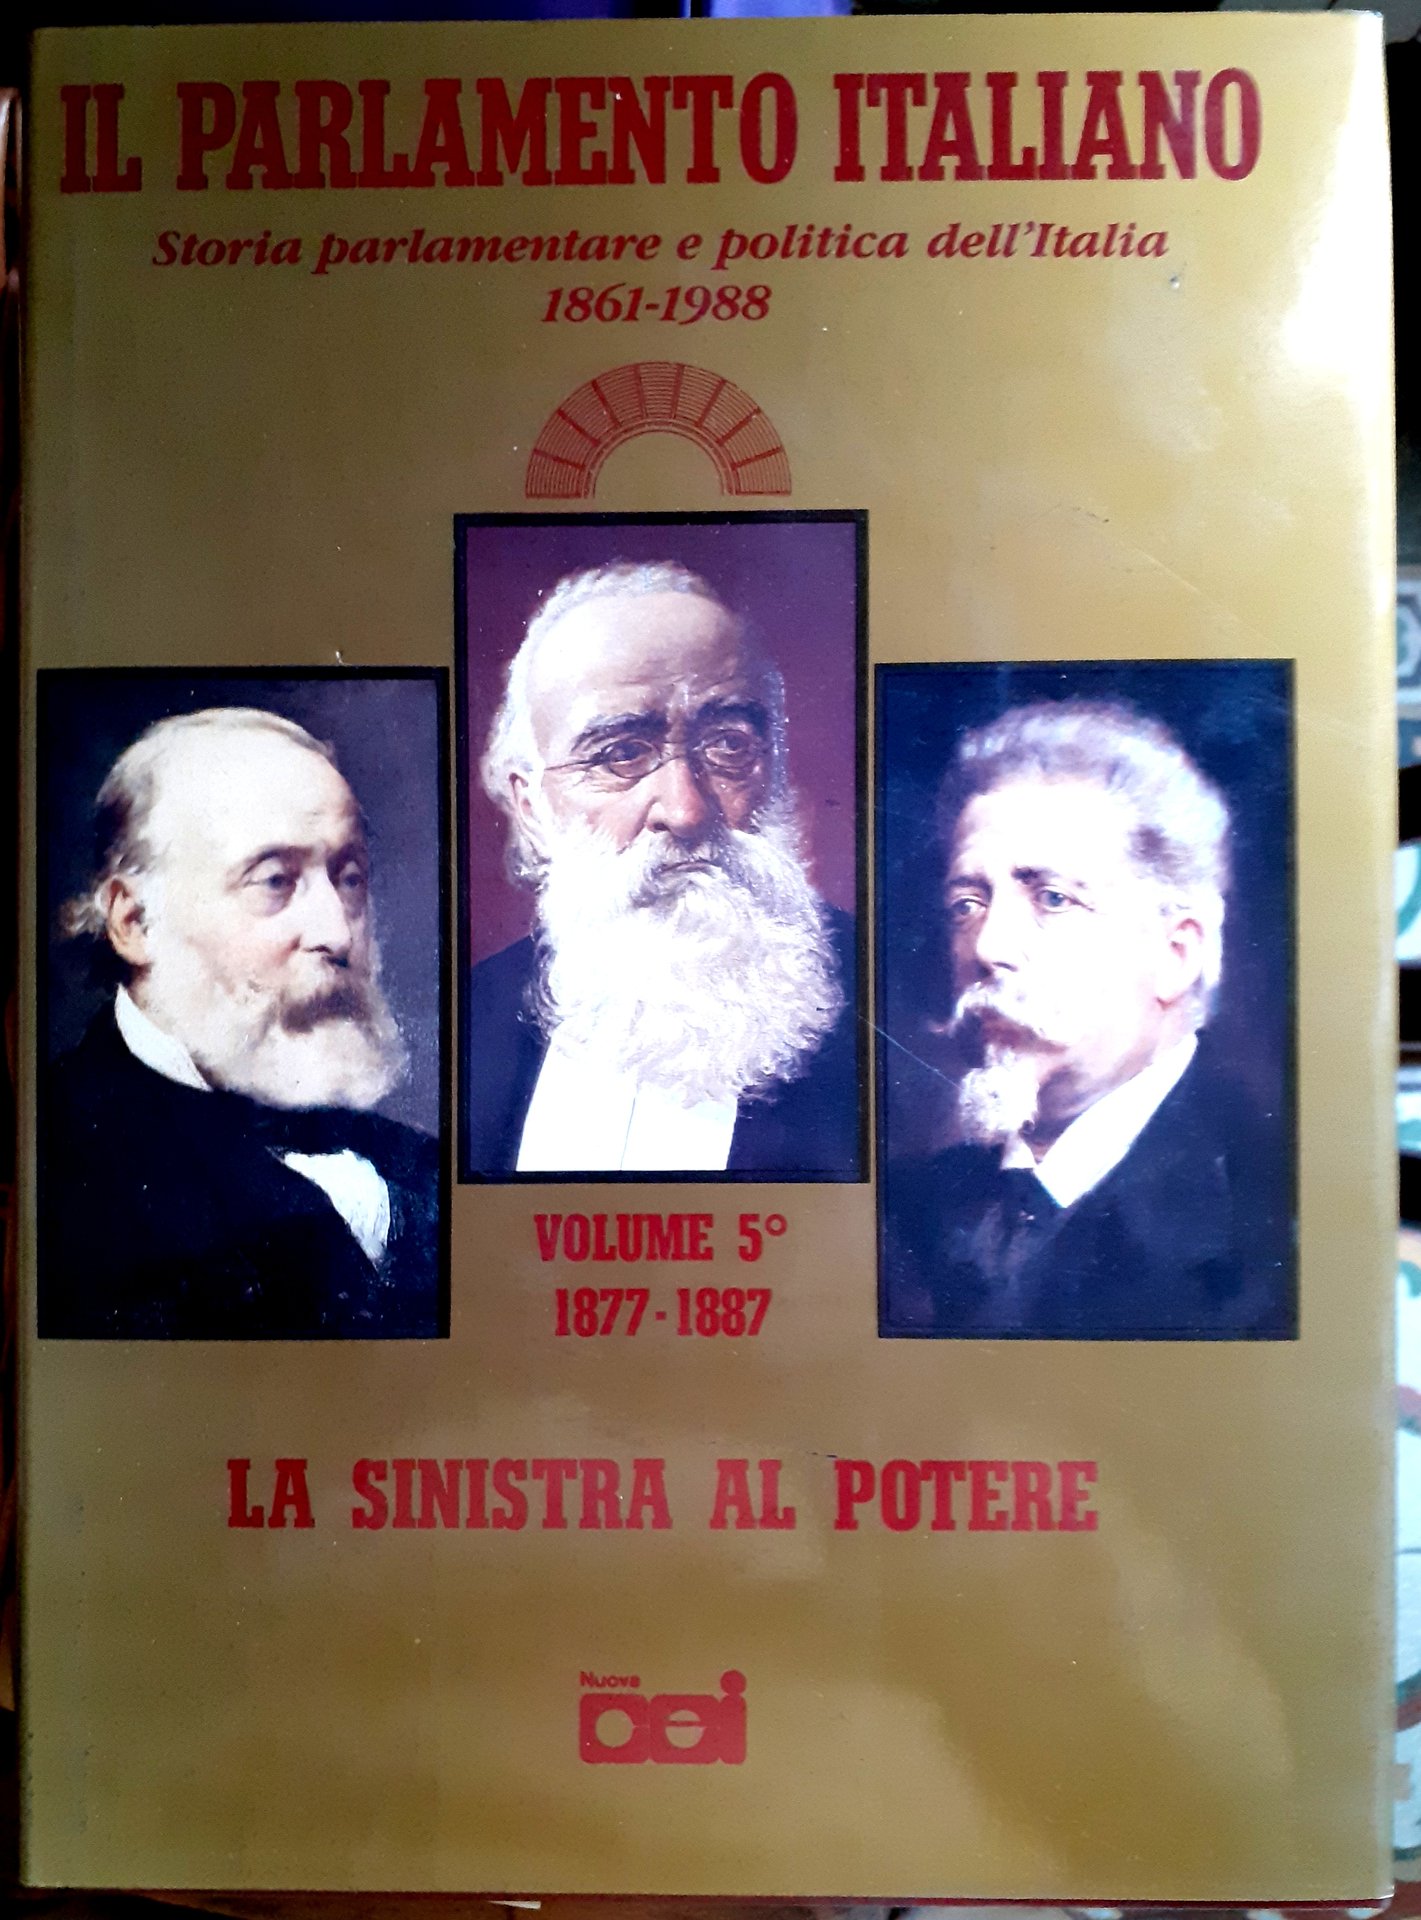 IL PARLAMENTO ITALIANO
Storia parlamentare e politica dell'Italia
1861-1988
VOLUME 5°
1877-1887
LA SINISTRA AL POTERE
Nuova
cei